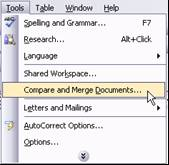 Tools Table Window Help
Spelling and Grammar... F7
Research... Alt+Click
Language
Shared Workspace...
Compare and Merge Documents...
Letters and Mailings
AutoCorrect Options...
Options...